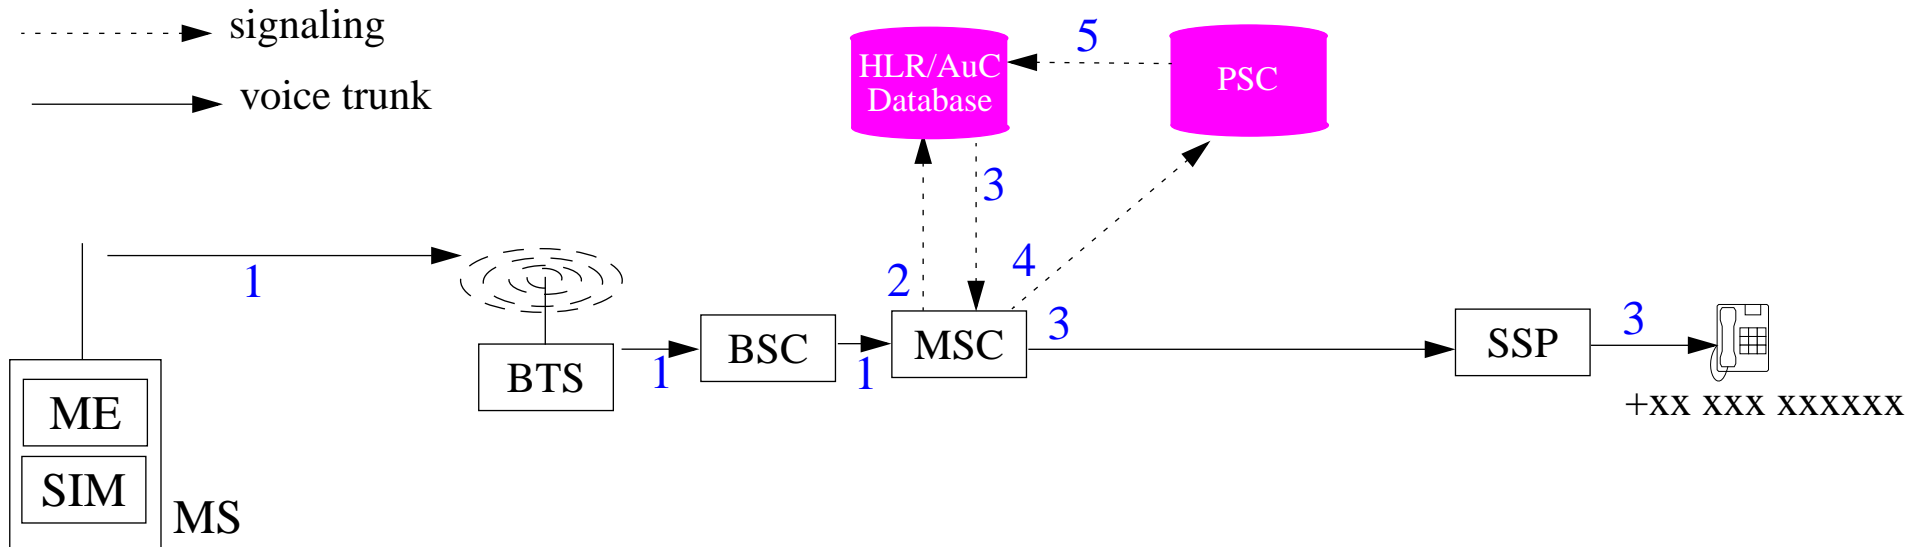 signaling
voice trunk
HLR/AuC
Database
5
PSC
3
1
2
4
BTS
1
BSC
1
MSC
3
SSP
3
+xx xxx xxxxxx
ME
SIM
MS